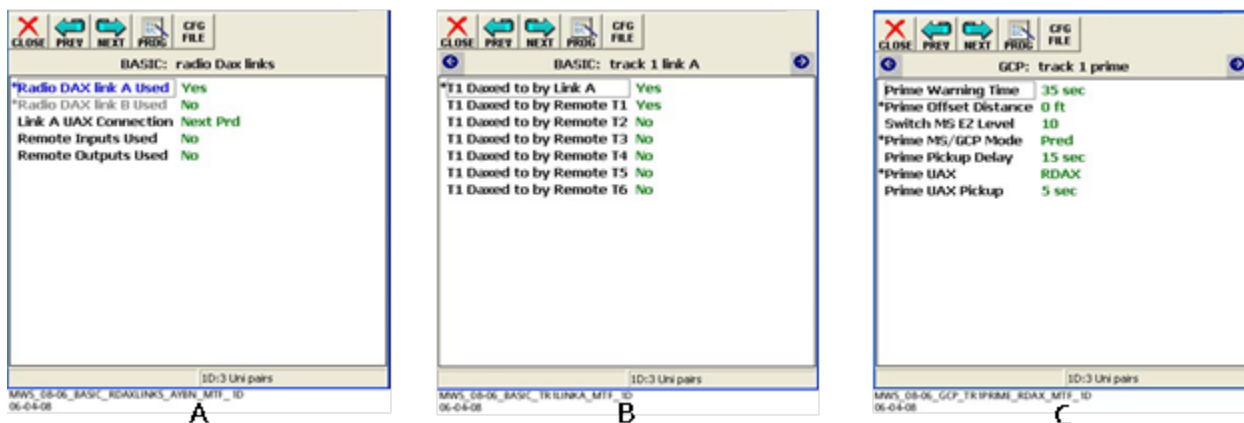 CLOSE PREV NEXT PROG CFG FILE
BASIC: radio Dax links
*Radio DAX link A Used Yes
*Radio DAX link B Used No
Link A UAX Connection Next Prd
Remote Inputs Used No
Remote Outputs Used No
ID:3 Uni pairs
MWS_08-06_BASIC_RDAXLINKS_AYBN_MTF_ID
06-04-08
A
CLOSE PREV NEXT PROG CFG FILE
BASIC: track 1 link A
*T1 Daxed to by Link A Yes
T1 Daxed to by Remote T1 Yes
T1 Daxed to by Remote T2 No
T1 Daxed to by Remote T3 No
T1 Daxed to by Remote T4 No
T1 Daxed to by Remote T5 No
T1 Daxed to by Remote T6 No
ID:3 Uni pairs
MWS_08-06_BASIC_TR1LINKA_MTF_ID
06-04-08
B
CLOSE PREV NEXT PROG CFG FILE
GCP: track 1 prime
Prime Warning Time 35 sec
*Prime Offset Distance 0 ft
Switch MS EZ Level 10
*Prime MS/GCP Mode Pred
Prime Pickup Delay 15 sec
*Prime UAX RDAX
Prime UAX Pickup 5 sec
ID:3 Uni pairs
MWS_08-06_GCP_TR1PRIME_RDAX_MTF_ID
06-04-08
C